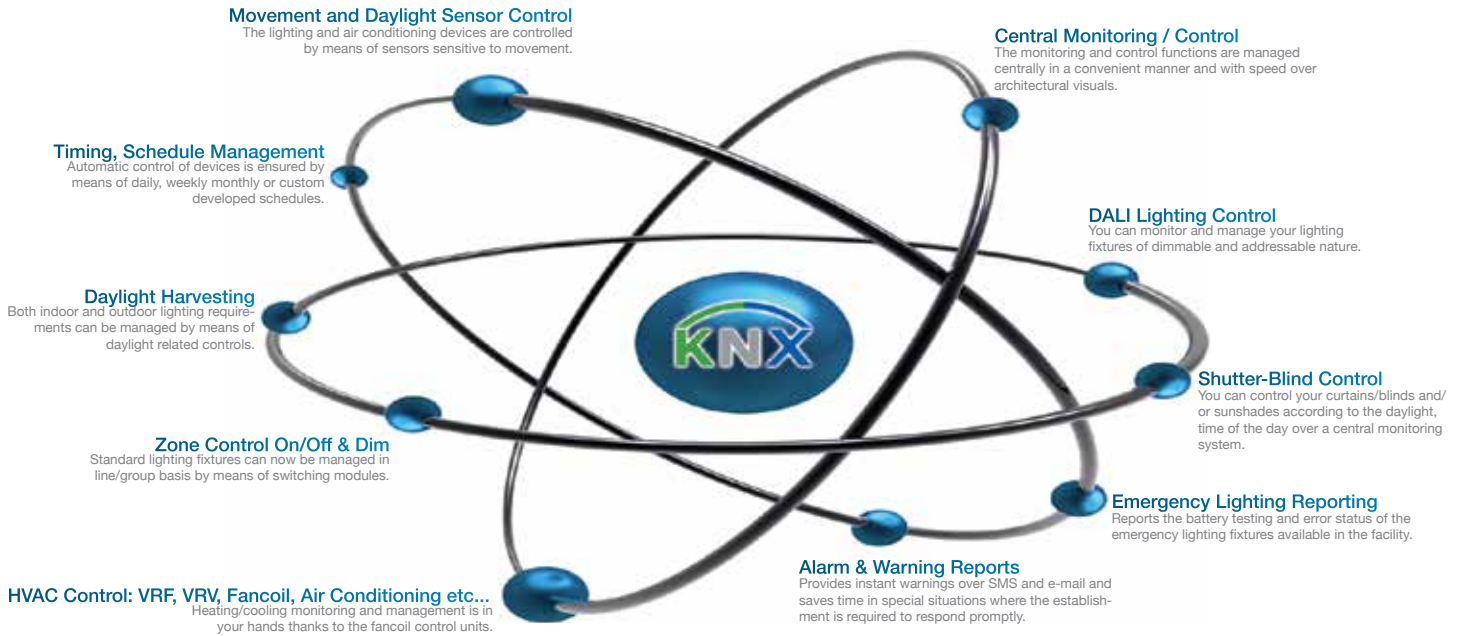 Movement and Daylight Sensor Control
The lighting and air conditioning devices are controlled
by means of sensors sensitive to movement.
Central Monitoring / Control
The monitoring and control functions are managed
centrally in a convenient manner and with speed over
architectural visuals.
Timing, Schedule Management
Automatic control of devices is ensured by
means of daily, weekly monthly or custom
developed schedules.
DALI Lighting Control
You can monitor and manage your lighting
fixtures of dimmable and addressable nature.
Daylight Harvesting
Both indoor and outdoor lighting require-
ments can be managed by means of
daylight related controls.
KNX
Shutter-Blind Control
You can control your curtains/blinds and/
or sunshades according to the daylight,
time of the day over a central monitoring
system.
Zone Control On/Off & Dim
Standard lighting fixtures can now be managed in
line/group basis by means of switching modules.
Emergency Lighting Reporting
Reports the battery testing and error status of the
emergency lighting fixtures available in the facility.
Alarm & Warning Reports
Provides instant warnings over SMS and e-mail and
saves time in special situations where the establish-
ment is required to respond promptly.
HVAC Control: VRF, VRV, Fancoil, Air Conditioning etc...
Heating/cooling monitoring and management is in
your hands thanks to the fancoil control units.